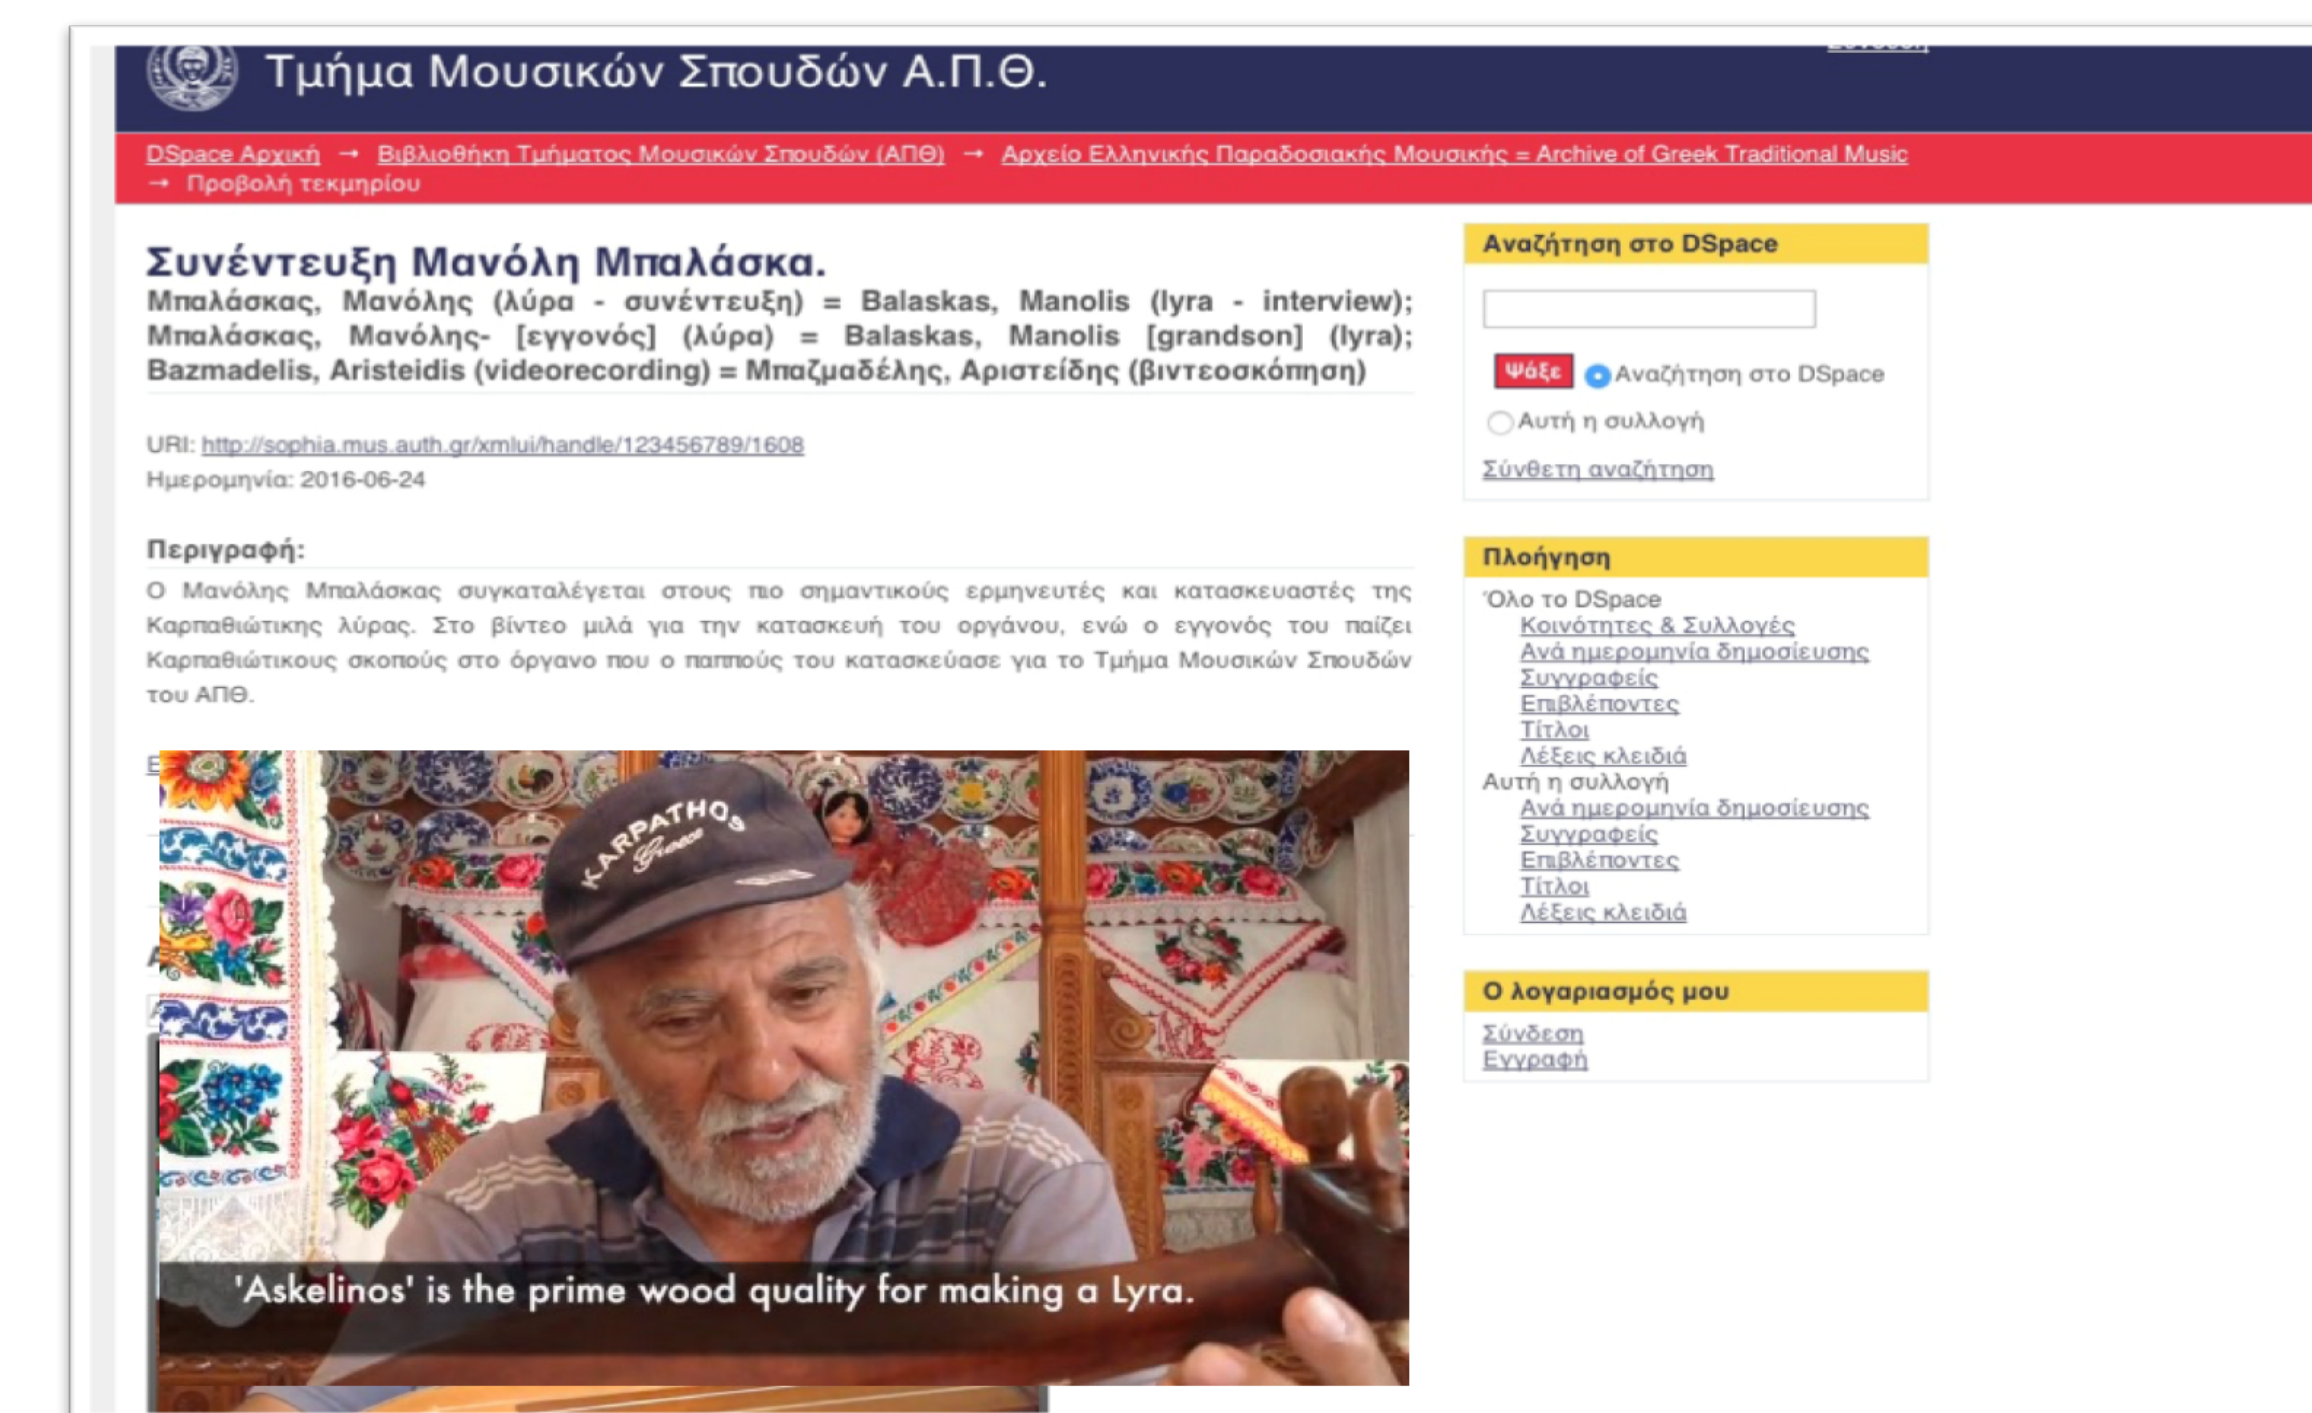 Τμήμα Μουσικών Σπουδών Α.Π.Θ.
Σύνδεση
DSpace Αρχική → Βιβλιοθήκη Τμήματος Μουσικών Σπουδών (ΑΠΘ) → Αρχείο Ελληνικής Παραδοσιακής Μουσικής = Archive of Greek Traditional Music
→ Προβολή τεκμηρίου
Συνέντευξη Μανόλη Μπαλάσκα.
Μπαλάσκας, Μανόλης (λύρα - συνέντευξη) = Balaskas, Manolis (lyra - interview);
Μπαλάσκας, Μανόλης- [εγγονός] (λύρα) = Balaskas, Manolis [grandson] (lyra);
Bazmadelis, Aristeidis (videorecording) = Μπαζμαδέλης, Αριστείδης (βιντεοσκόπηση)
URI: http://sophia.mus.auth.gr/xmlui/handle/123456789/1608
Ημερομηνία: 2016-06-24
Περιγραφή:
Ο Μανόλης Μπαλάσκας συγκαταλέγεται στους πιο σημαντικούς ερμηνευτές και κατασκευαστές της
Καρπαθιώτικης λύρας. Στο βίντεο μιλά για την κατασκευή του οργάνου, ενώ ο εγγονός του παίζει
Καρπαθιώτικους σκοπούς στο όργανο που ο παππούς του κατασκεύασε για το Τμήμα Μουσικών Σπουδών
του ΑΠΘ.
KARPATHOS
Greece
'Askelinos' is the prime wood quality for making a Lyra.
Αναζήτηση στο DSpace
Ψάξε Αναζήτηση στο DSpace
Αυτή η συλλογή
Σύνθετη αναζήτηση
Πλοήγηση
Όλο το DSpace
Κοινότητες & Συλλογές
Ανά ημερομηνία δημοσίευσης
Συγγραφείς
Επιβλέποντες
Τίτλοι
Λέξεις κλειδιά
Αυτή η συλλογή
Ανά ημερομηνία δημοσίευσης
Συγγραφείς
Επιβλέποντες
Τίτλοι
Λέξεις κλειδιά
Ο λογαριασμός μου
Σύνδεση
Εγγραφή